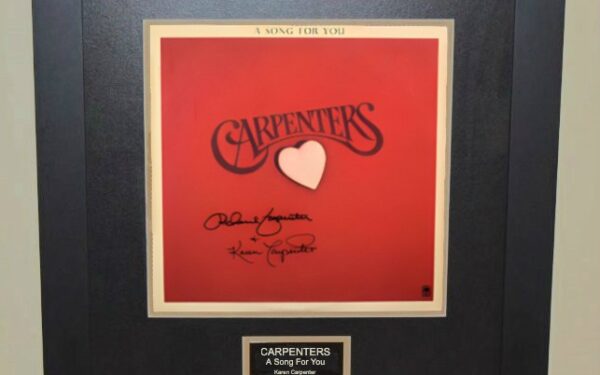 A SONG FOR YOU
CARPENTERS
Richard Carpenter
+
Karen Carpenter
CARPENTERS
A Song For You
Karen Carpenter